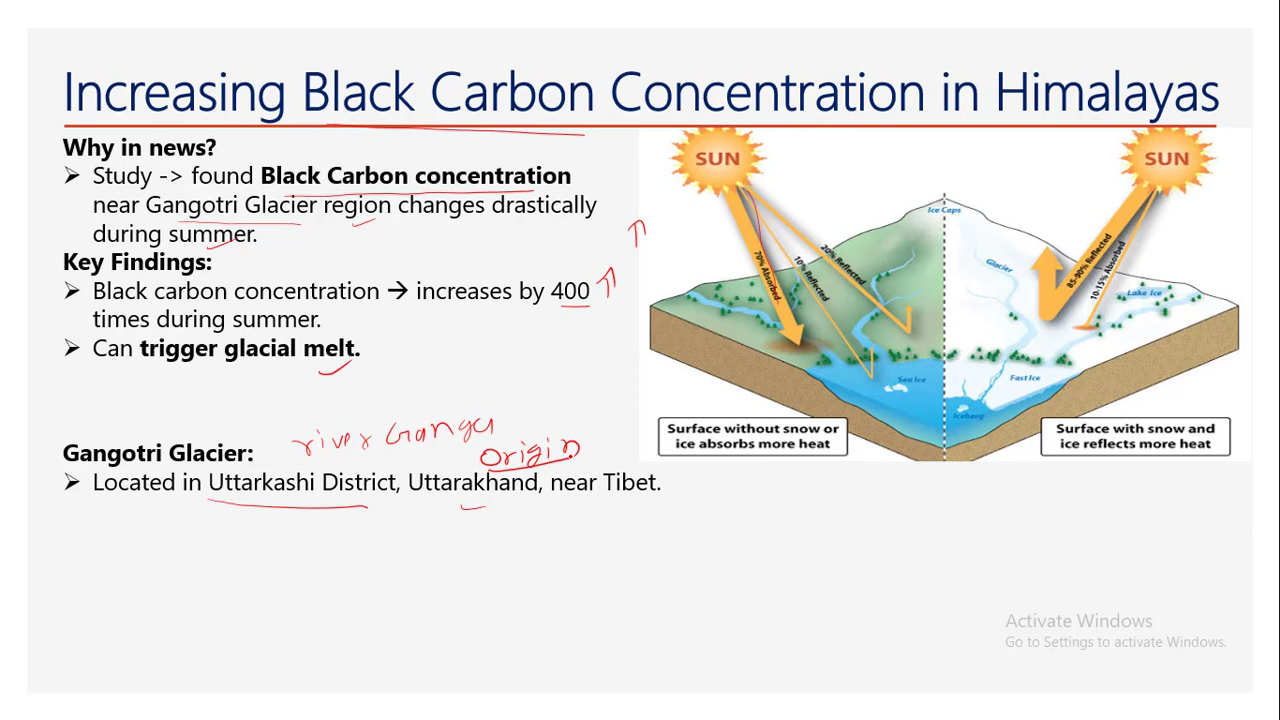 Increasing Black Carbon Concentration in Himalayas
Why in news?
➢ Study -> found Black Carbon concentration
near Gangotri Glacier region changes drastically
during summer.
Key Findings:
➢ Black carbon concentration → increases by 400
times during summer.
➢ Can trigger glacial melt.
river Ganga
Origin
Gangotri Glacier:
➢ Located in Uttarkashi District, Uttarakhand, near Tibet.
SUN
SUN
Ice Caps
70% Absorbed
10% Reflected
20% Reflected
Glacier
85-90% Reflected
10-15% Absorbed
Lake Ice
Sea Ice
Fast Ice
Iceberg
Surface without snow or
ice absorbs more heat
Surface with snow and
ice reflects more heat
Activate Windows
Go to Settings to activate Windows.